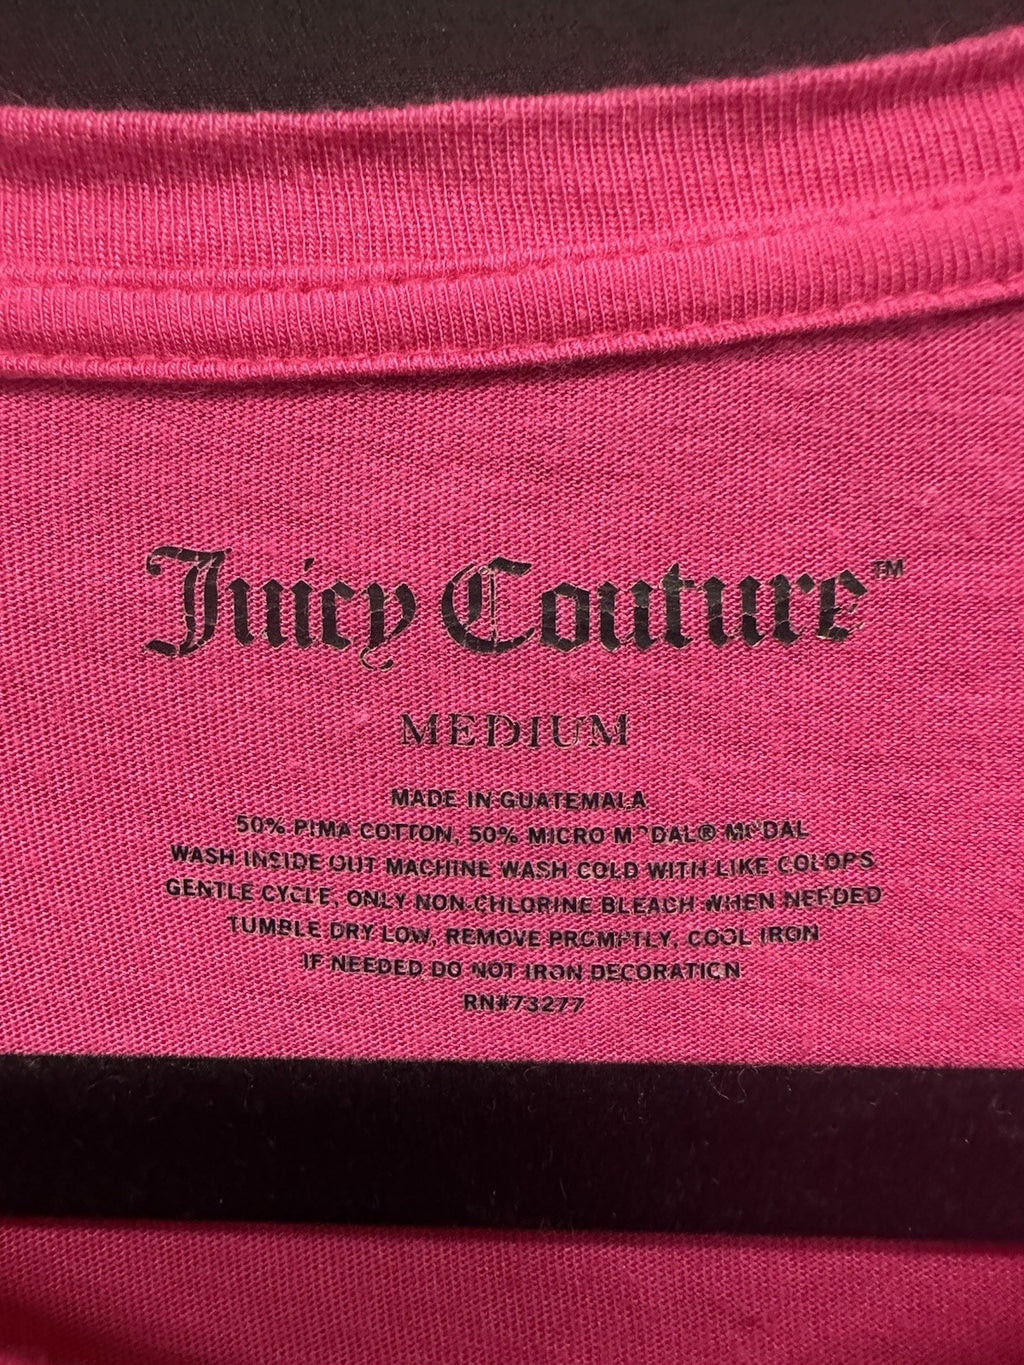 Juicy Couture™
MEDIUM
MADE IN GUATEMALA
50% PIMA COTTON, 50% MICRO MODAL® MODAL
WASH INSIDE OUT MACHINE WASH COLD WITH LIKE COLORS
GENTLE CYCLE, ONLY NON-CHLORINE BLEACH WHEN NEEDED
TUMBLE DRY LOW, REMOVE PROMPTLY, COOL IRON
IF NEEDED DO NOT IRON DECORATION
RN#73277